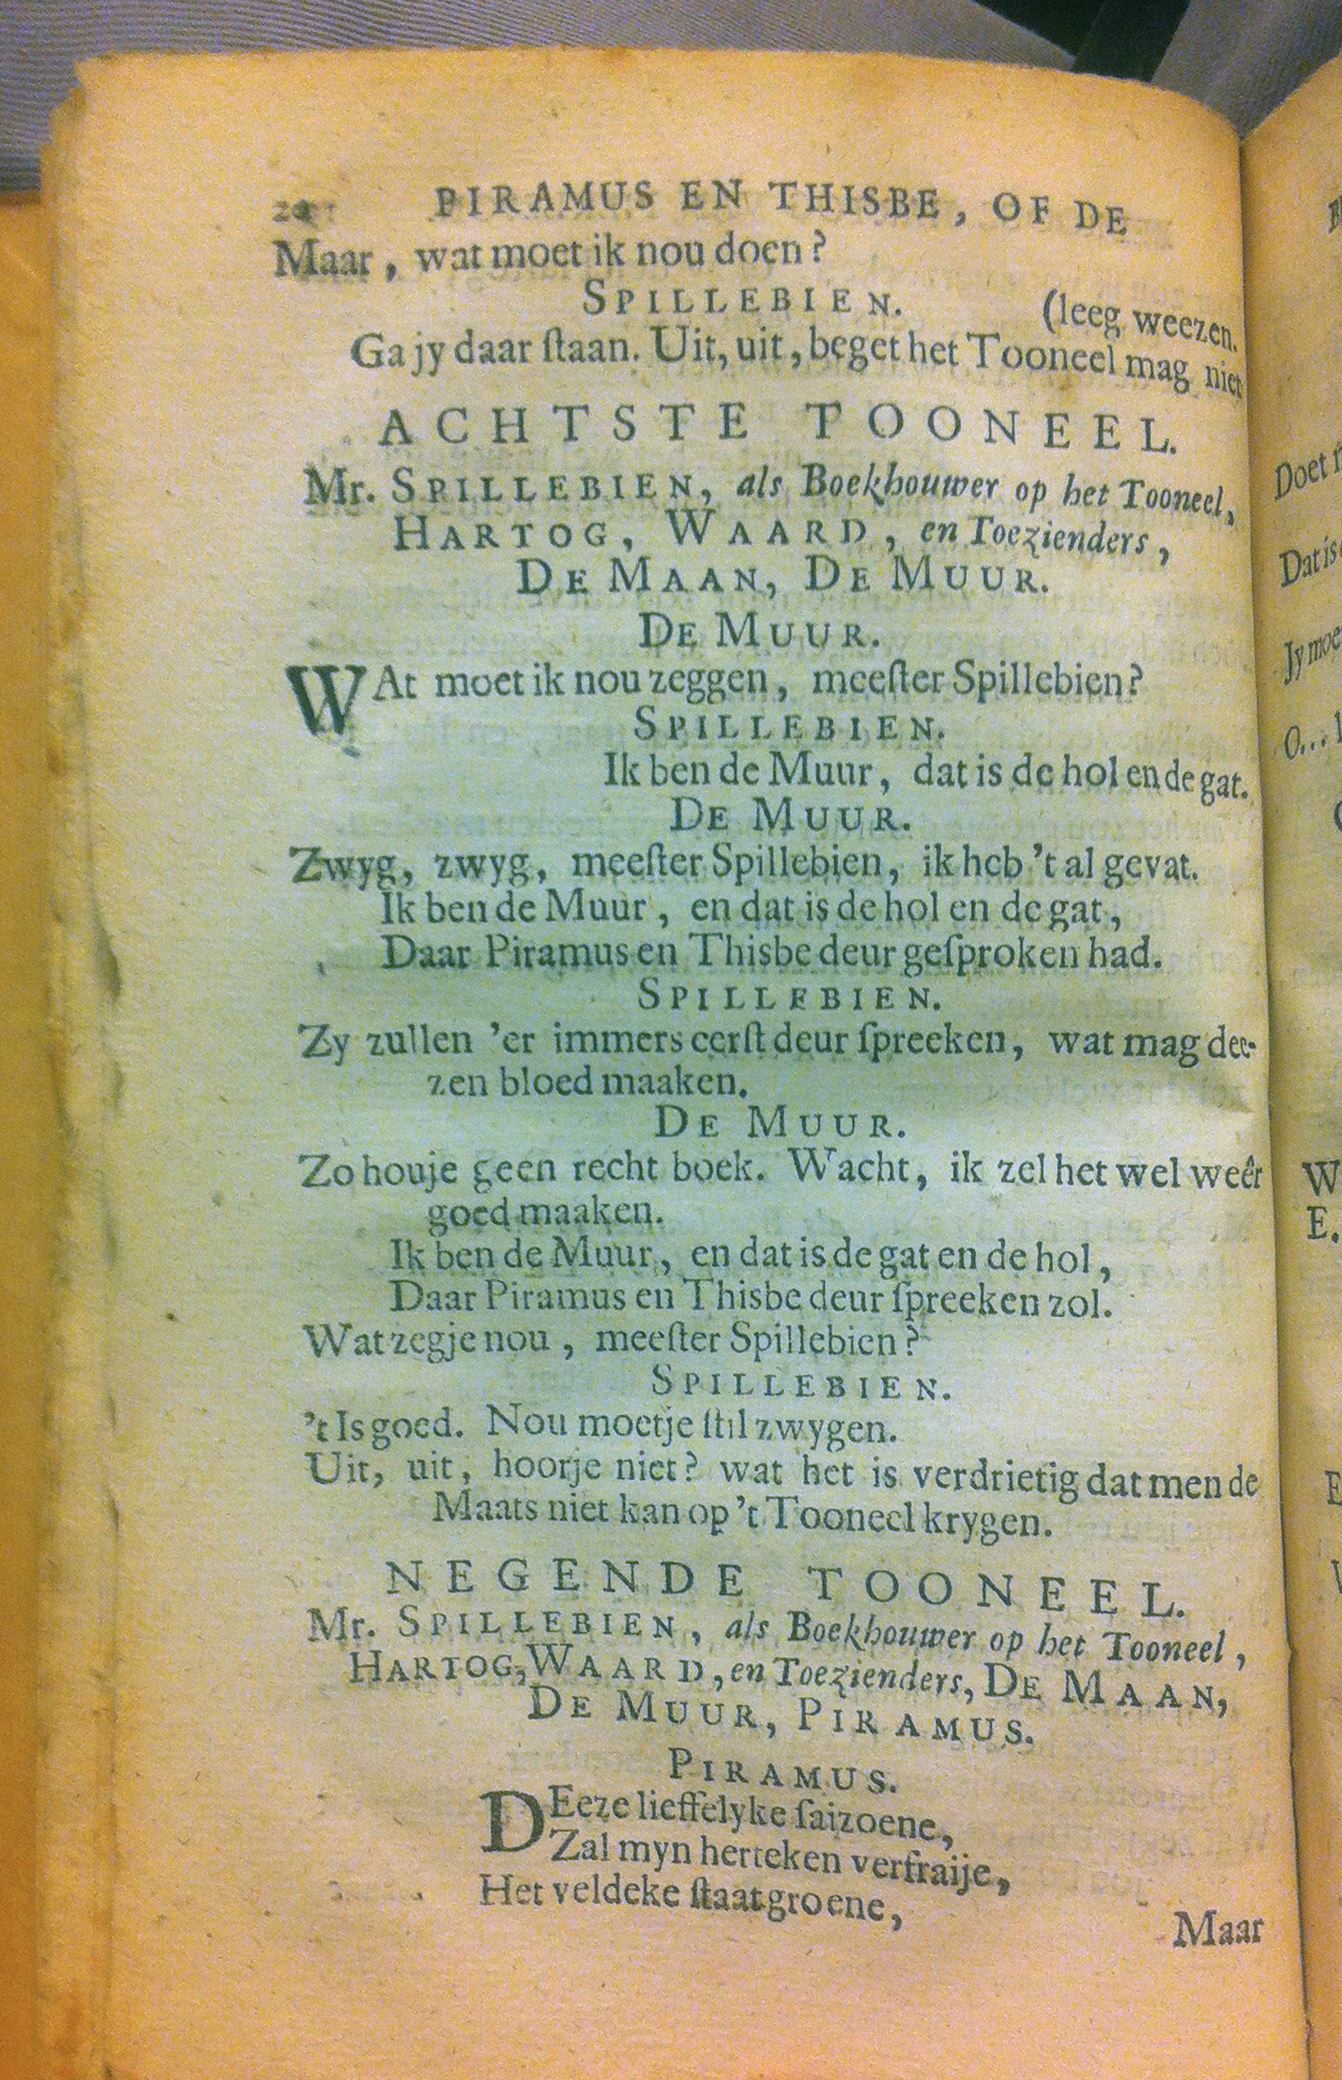 20 PIRAMUS EN THISBE, OF DE
Maar, wat moet ik nou doen?
SPILLEBIEN.
(leeg weezen.
Ga jy daar ſtaan. Uit, uit, beget het Tooneel mag niet
ACHTSTE TOONEEL.
Mr. SPILLEBIEN, als Boekhouwer op het Tooneel,
HARTOG, WAARD, en Toezienders,
DE MAAN, DE MUUR.
DE MUUR.
WAt moet ik nou zeggen, meeſter Spillebien?
SPILLEBIEN.
Ik ben de Muur, dat is de hol en de gat.
DE MUUR.
Zwyg, zwyg, meeſter Spillebien, ik heb 't al gevat.
Ik ben de Muur, en dat is de hol en de gat,
Daar Piramus en Thisbe deur geſproken had.
SPILLEBIEN.
Zy zullen 'er immers eerſt deur ſpreeken, wat mag dee-
zen bloed maaken.
DE MUUR.
Zo houje geen recht boek. Wacht, ik zel het wel weêr
goed maaken.
Ik ben de Muur, en dat is de gat en de hol,
Daar Piramus en Thisbe deur ſpreeken zol.
Wat zegje nou, meeſter Spillebien?
SPILLEBIEN.
't Is goed. Nou moetje ſtil zwygen.
Uit, uit, hoorje niet? wat het is verdrietig dat men de
Maats niet kan op 't Tooneel krygen.
NEGENDE TOONEEL.
Mr. SPILLEBIEN, als Boekhouwer op het Tooneel,
HARTOG, WAARD, en Toezienders, DE MAAN,
DE MUUR, PIRAMUS.
PIRAMUS.
DEeze lieffelyke ſaizoene,
Zal myn herteken verfraije,
Het veldeke ſtaat groene,
Maar
Doet
Dat is
Jy moe
O...
W
E.